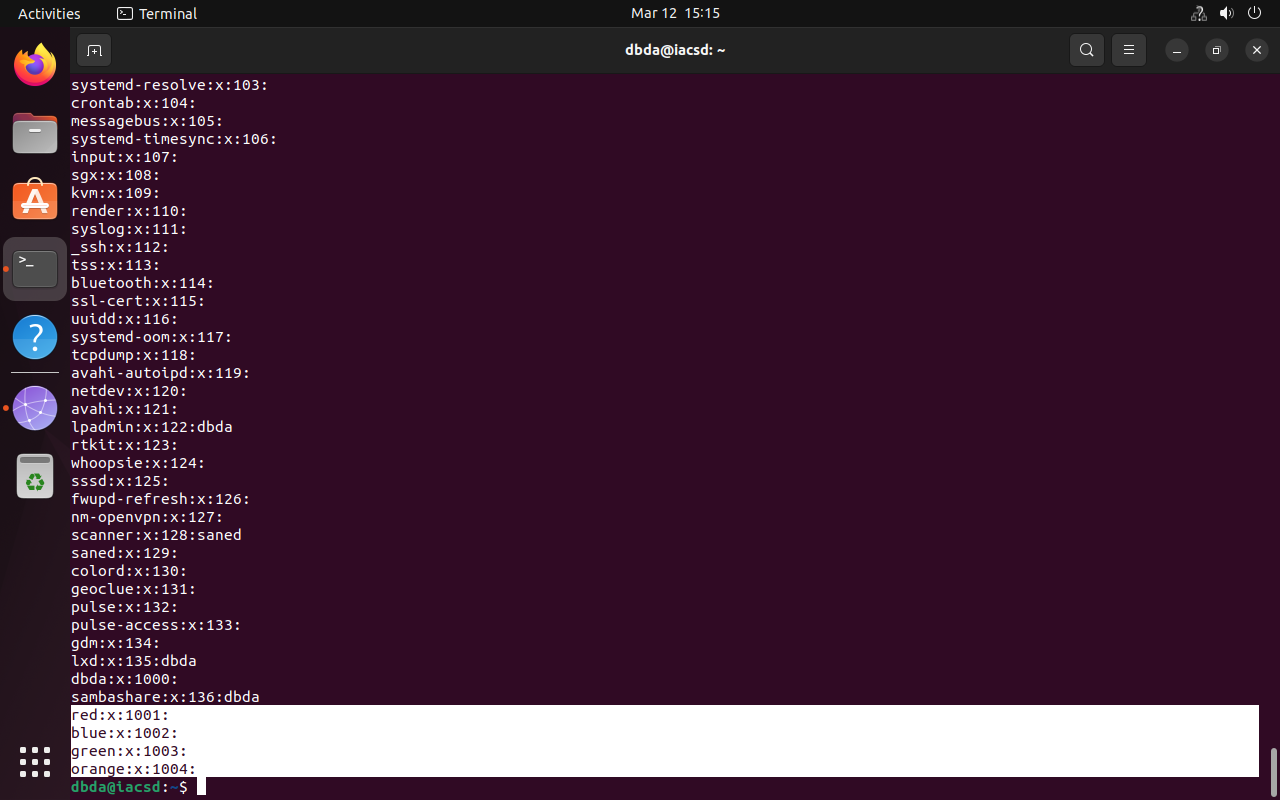 Activities
Terminal
Mar 12 15:15
dbda@iacsd: ~
systemd-resolve:x:103:
crontab:x:104:
messagebus:x:105:
systemd-timesync:x:106:
input:x:107:
sgx:x:108:
kvm:x:109:
render:x:110:
syslog:x:111:
_ssh:x:112:
tss:x:113:
bluetooth:x:114:
ssl-cert:x:115:
uuidd:x:116:
systemd-oom:x:117:
tcpdump:x:118:
avahi-autoipd:x:119:
netdev:x:120:
avahi:x:121:
lpadmin:x:122:dbda
rtkit:x:123:
whoopsie:x:124:
sssd:x:125:
fwupd-refresh:x:126:
nm-openvpn:x:127:
scanner:x:128:saned
saned:x:129:
colord:x:130:
geoclue:x:131:
pulse:x:132:
pulse-access:x:133:
gdm:x:134:
lxd:x:135:dbda
dbda:x:1000:
sambashare:x:136:dbda
red:x:1001:
blue:x:1002:
green:x:1003:
orange:x:1004:
dbda@iacsd:~$